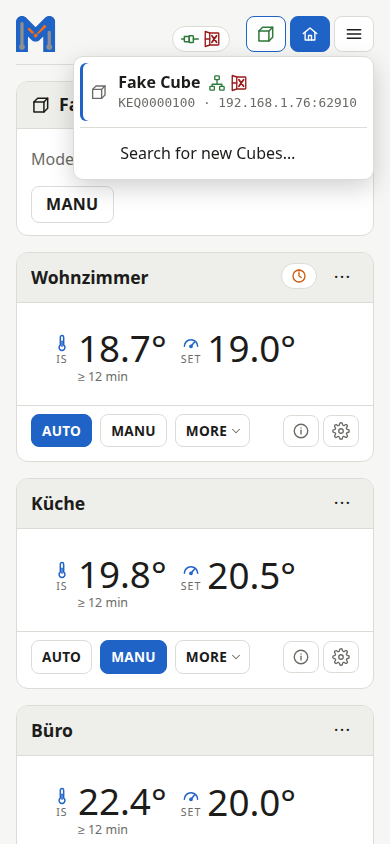 Fake Cube
KEQ0000100 · 192.168.1.76:62910
Search for new Cubes...
MANU
Wohnzimmer
IS 18.7° SET 19.0°
≥ 12 min
AUTO MANU MORE
Küche
IS 19.8° SET 20.5°
≥ 12 min
AUTO MANU MORE
Büro
IS 22.4° SET 20.0°
≥ 12 min